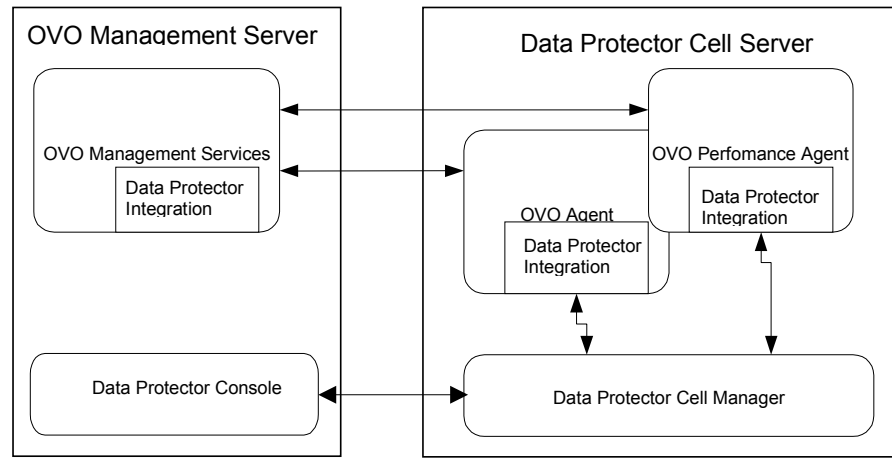 OVO Management Server
OVO Management Services
Data Protector
Integration
Data Protector Console
Data Protector Cell Server
OVO Perfomance Agent
Data Protector
Integration
OVO Agent
Data Protector
Integration
Data Protector Cell Manager